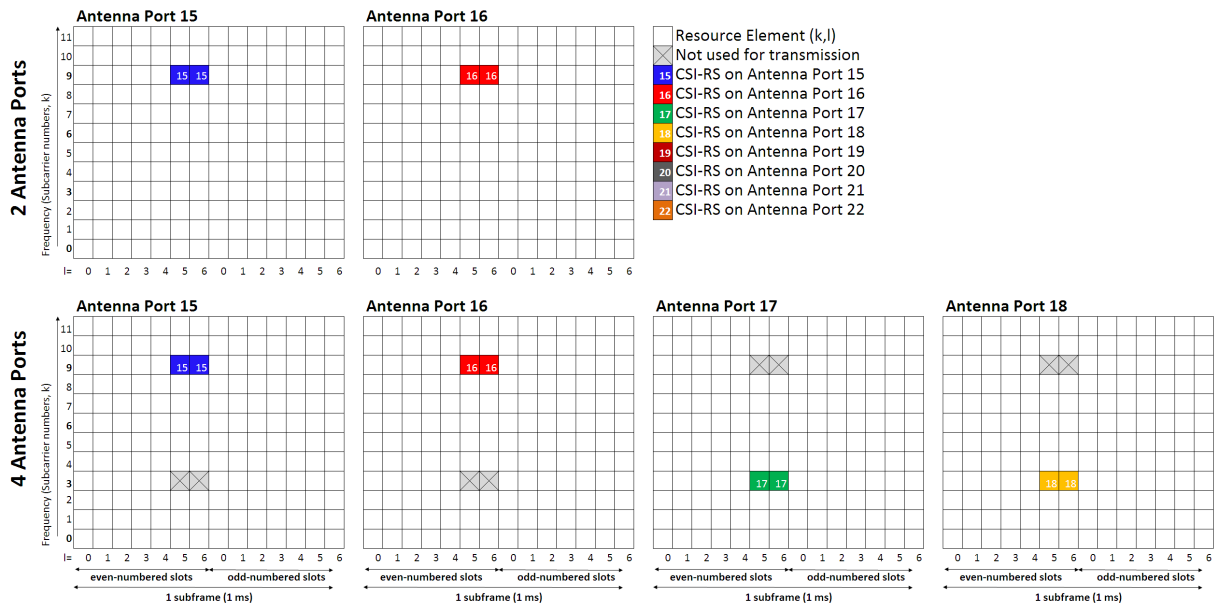 2 Antenna Ports
Antenna Port 15
Antenna Port 16
Frequency (Subcarrier numbers, k)
11
10
9
8
7
6
5
4
3
2
1
0
15 15
16 16
l= 0 1 2 3 4 5 6 0 1 2 3 4 5 6
0 1 2 3 4 5 6 0 1 2 3 4 5 6
Resource Element (k,l)
Not used for transmission
15 CSI-RS on Antenna Port 15
16 CSI-RS on Antenna Port 16
17 CSI-RS on Antenna Port 17
18 CSI-RS on Antenna Port 18
19 CSI-RS on Antenna Port 19
20 CSI-RS on Antenna Port 20
21 CSI-RS on Antenna Port 21
22 CSI-RS on Antenna Port 22
4 Antenna Ports
Antenna Port 15
Antenna Port 16
Antenna Port 17
Antenna Port 18
Frequency (Subcarrier numbers, k)
11
10
9
8
7
6
5
4
3
2
1
0
15 15
16 16
17 17
18 18
l= 0 1 2 3 4 5 6 0 1 2 3 4 5 6
0 1 2 3 4 5 6 0 1 2 3 4 5 6
0 1 2 3 4 5 6 0 1 2 3 4 5 6
0 1 2 3 4 5 6 0 1 2 3 4 5 6
even-numbered slots odd-numbered slots
even-numbered slots odd-numbered slots
even-numbered slots odd-numbered slots
even-numbered slots odd-numbered slots
1 subframe (1 ms)
1 subframe (1 ms)
1 subframe (1 ms)
1 subframe (1 ms)